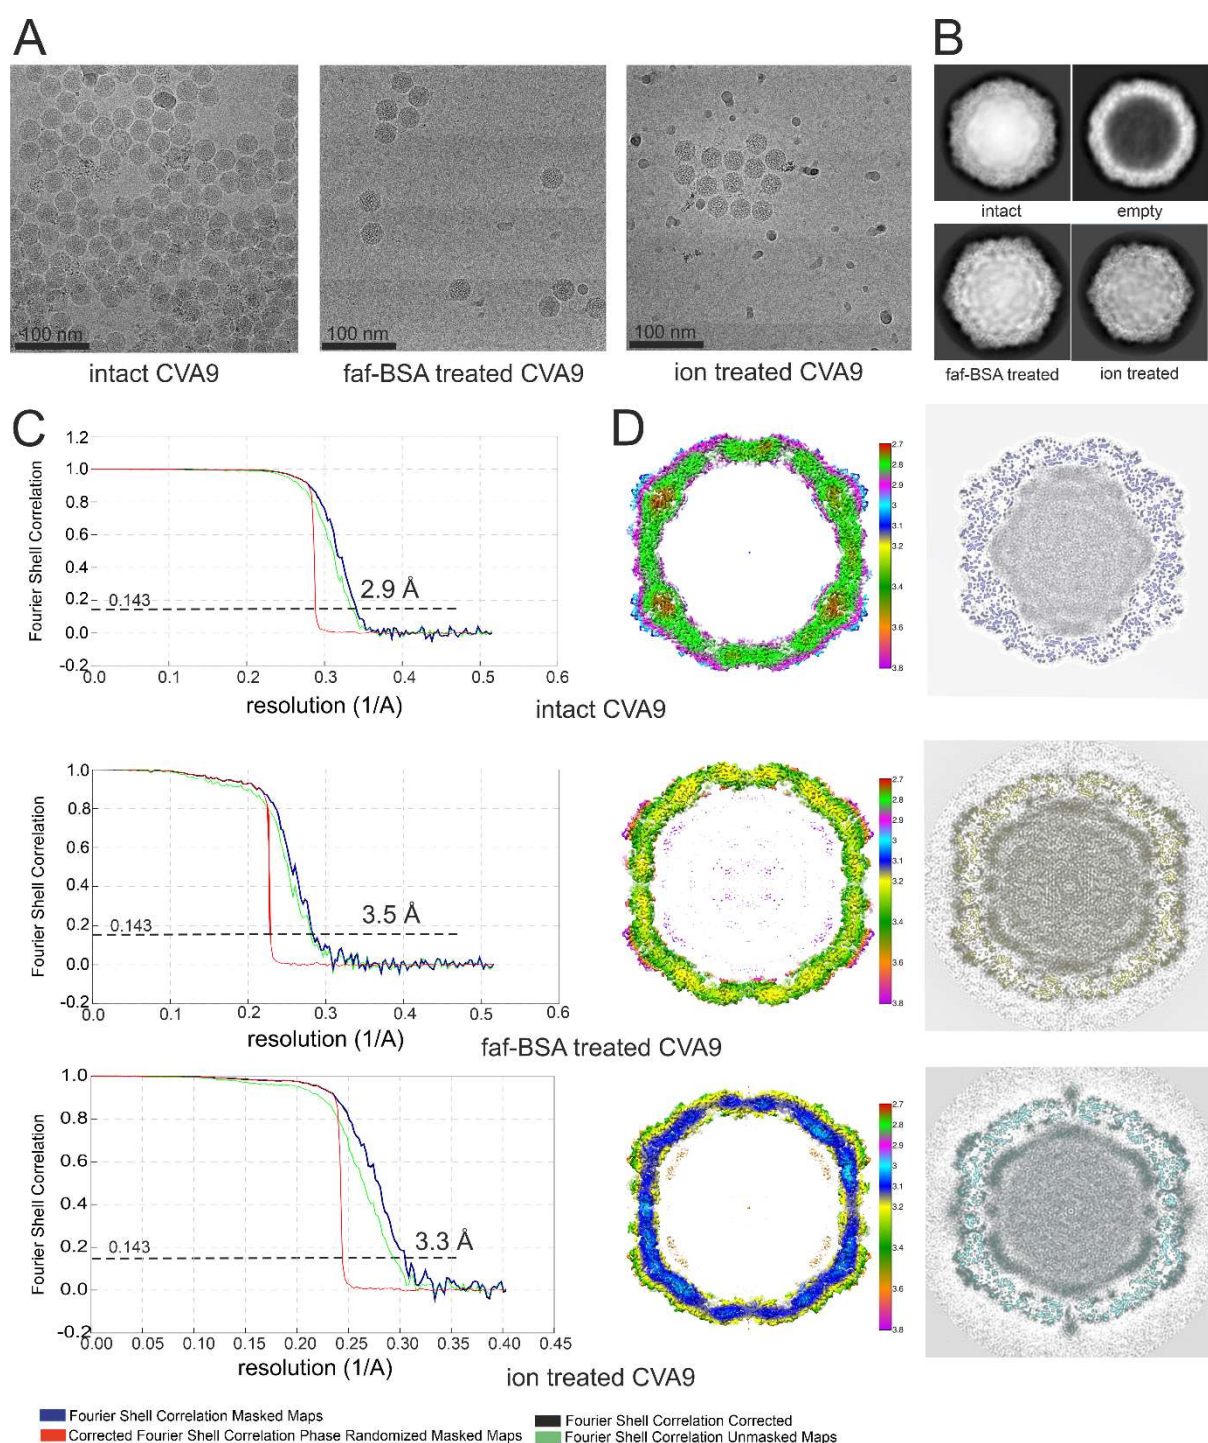 A
B
100 nm
100 nm
100 nm
intact CVA9
faf-BSA treated CVA9
ion treated CVA9
intact
empty
faf-BSA treated
ion treated
C
D
Fourier Shell Correlation
1.2
1.0
0.8
0.6
0.4
0.2
0.0
-0.2
0.143
2.9 Å
0.0 0.1 0.2 0.3 0.4 0.5 0.6
resolution (1/A)
2.7
2.8
2.9
3
3.1
3.2
3.4
3.6
3.8
intact CVA9
Fourier Shell Correlation
1.0
0.8
0.6
0.4
0.2
0.0
-0.2
0.143
3.5 Å
0.0 0.1 0.2 0.3 0.4 0.5 0.6
resolution (1/A)
2.7
2.8
2.9
3
3.1
3.2
3.4
3.6
3.8
faf-BSA treated CVA9
Fourier Shell Correlation
1.0
0.8
0.6
0.4
0.2
0.0
-0.2
0.143
3.3 Å
0.00 0.05 0.10 0.15 0.20 0.25 0.30 0.35 0.40 0.45
resolution (1/A)
2.7
2.8
2.9
3
3.1
3.2
3.4
3.6
3.8
ion treated CVA9
Fourier Shell Correlation Masked Maps
Corrected Fourier Shell Correlation Phase Randomized Masked Maps
Fourier Shell Correlation Corrected
Fourier Shell Correlation Unmasked Maps